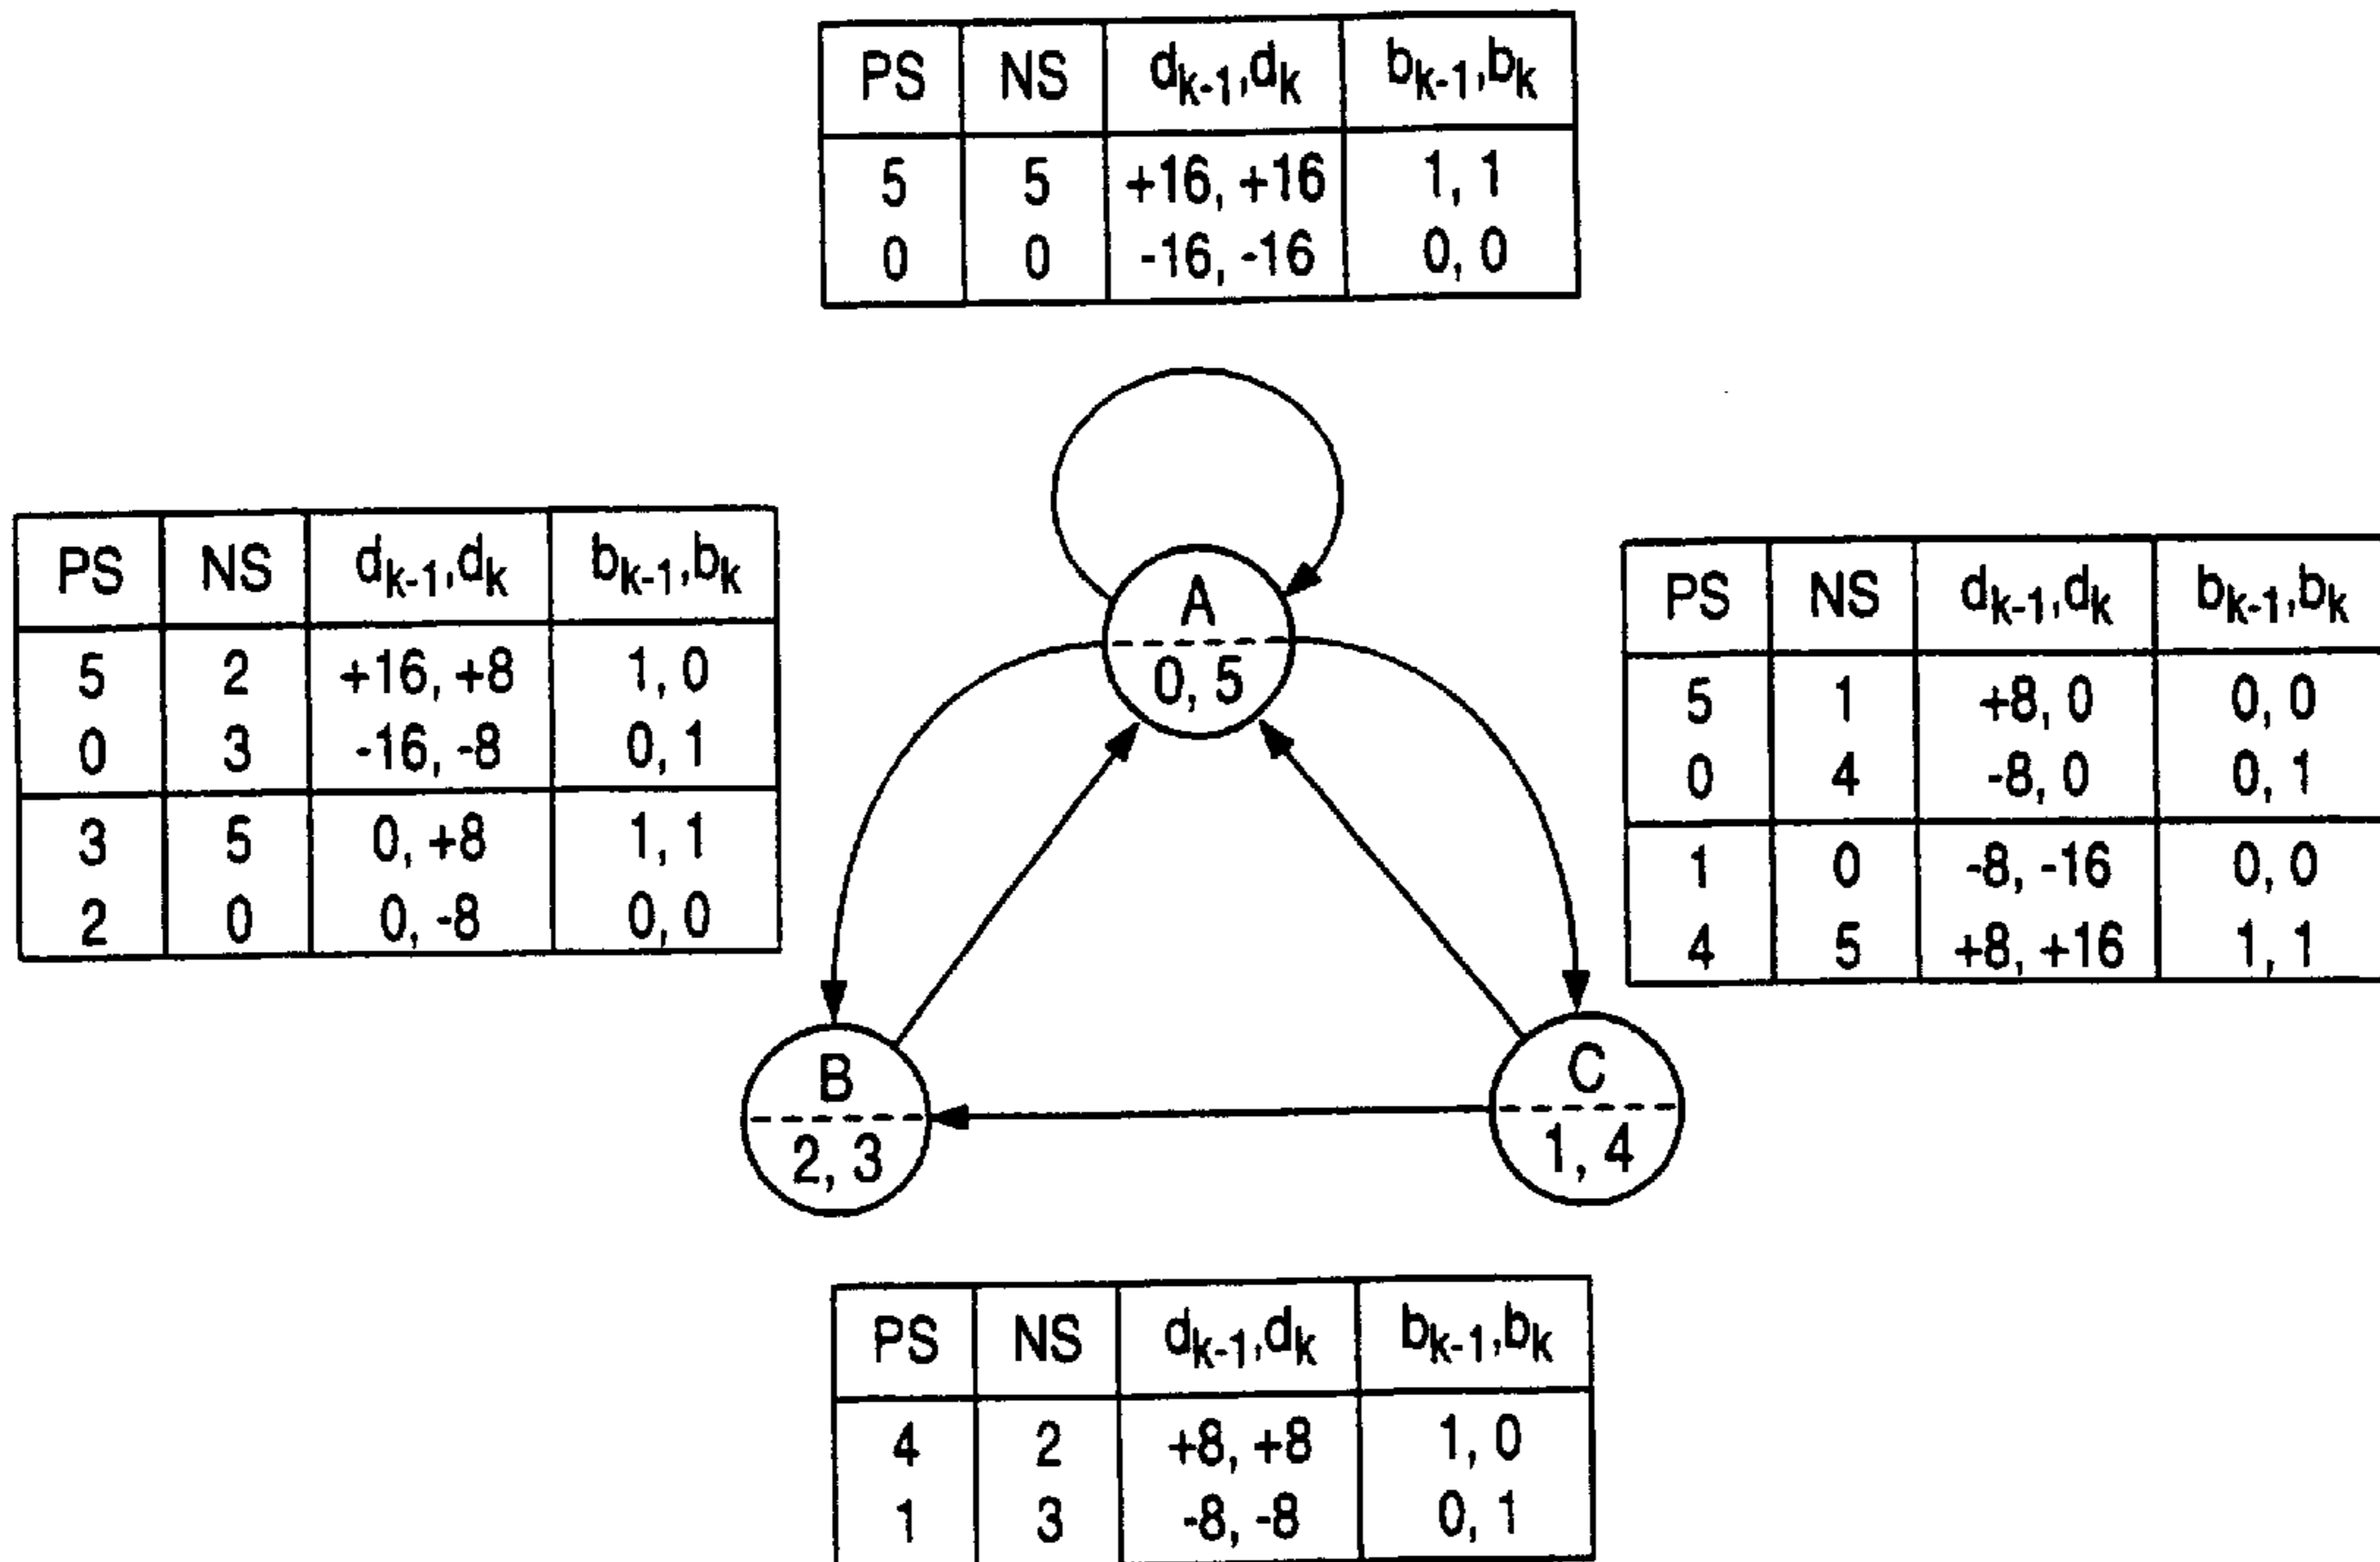 PS NS dk-1,dk bk-1,bk
5 5 +16, +16 1, 1
0 0 -16, -16 0, 0
PS NS dk-1,dk bk-1,bk
5 2 +16, +8 1, 0
0 3 -16, -8 0, 1
3 5 0, +8 1, 1
2 0 0, -8 0, 0
A
0, 5
PS NS dk-1,dk bk-1,bk
5 1 +8, 0 0, 0
0 4 -8, 0 0, 1
1 0 -8, -16 0, 0
4 5 +8, +16 1, 1
B
2, 3
C
1, 4
PS NS dk-1,dk bk-1,bk
4 2 +8, +8 1, 0
1 3 -8, -8 0, 1